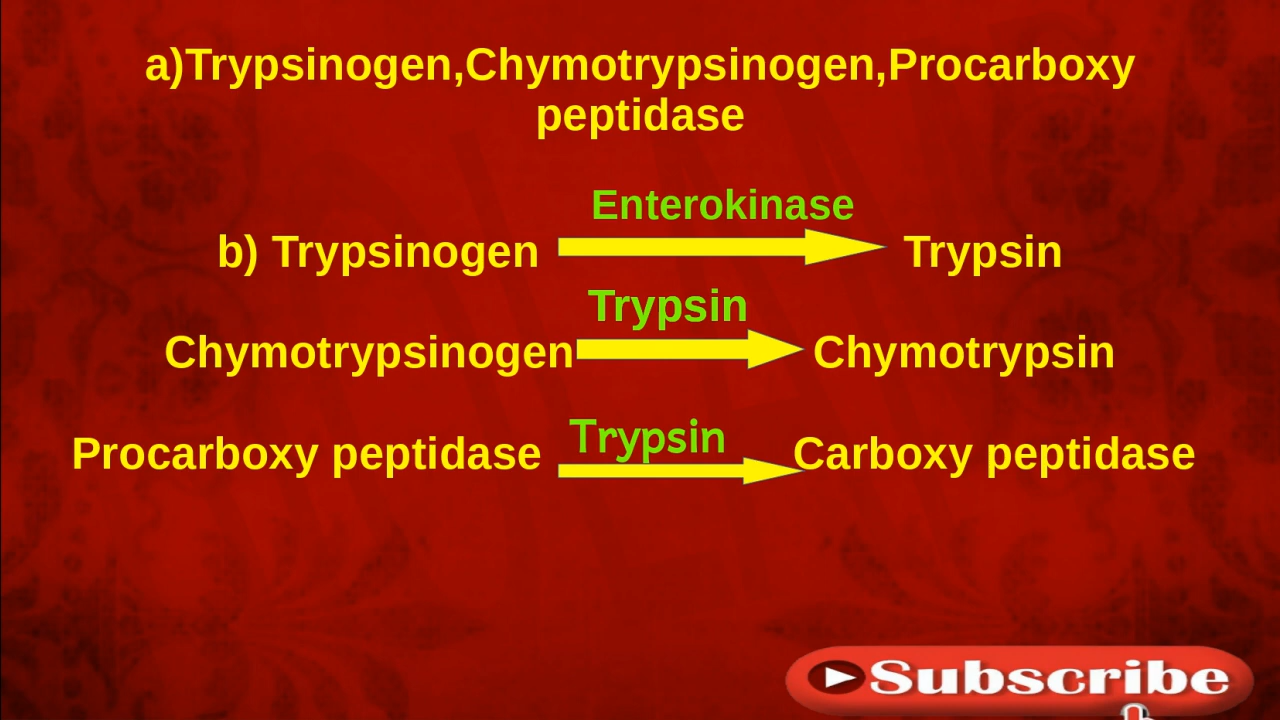 a)Trypsinogen,Chymotrypsinogen,Procarboxy
peptidase
Enterokinase
b) Trypsinogen Trypsin
Trypsin
Chymotrypsinogen Chymotrypsin
Trypsin
Procarboxy peptidase Carboxy peptidase
Subscribe